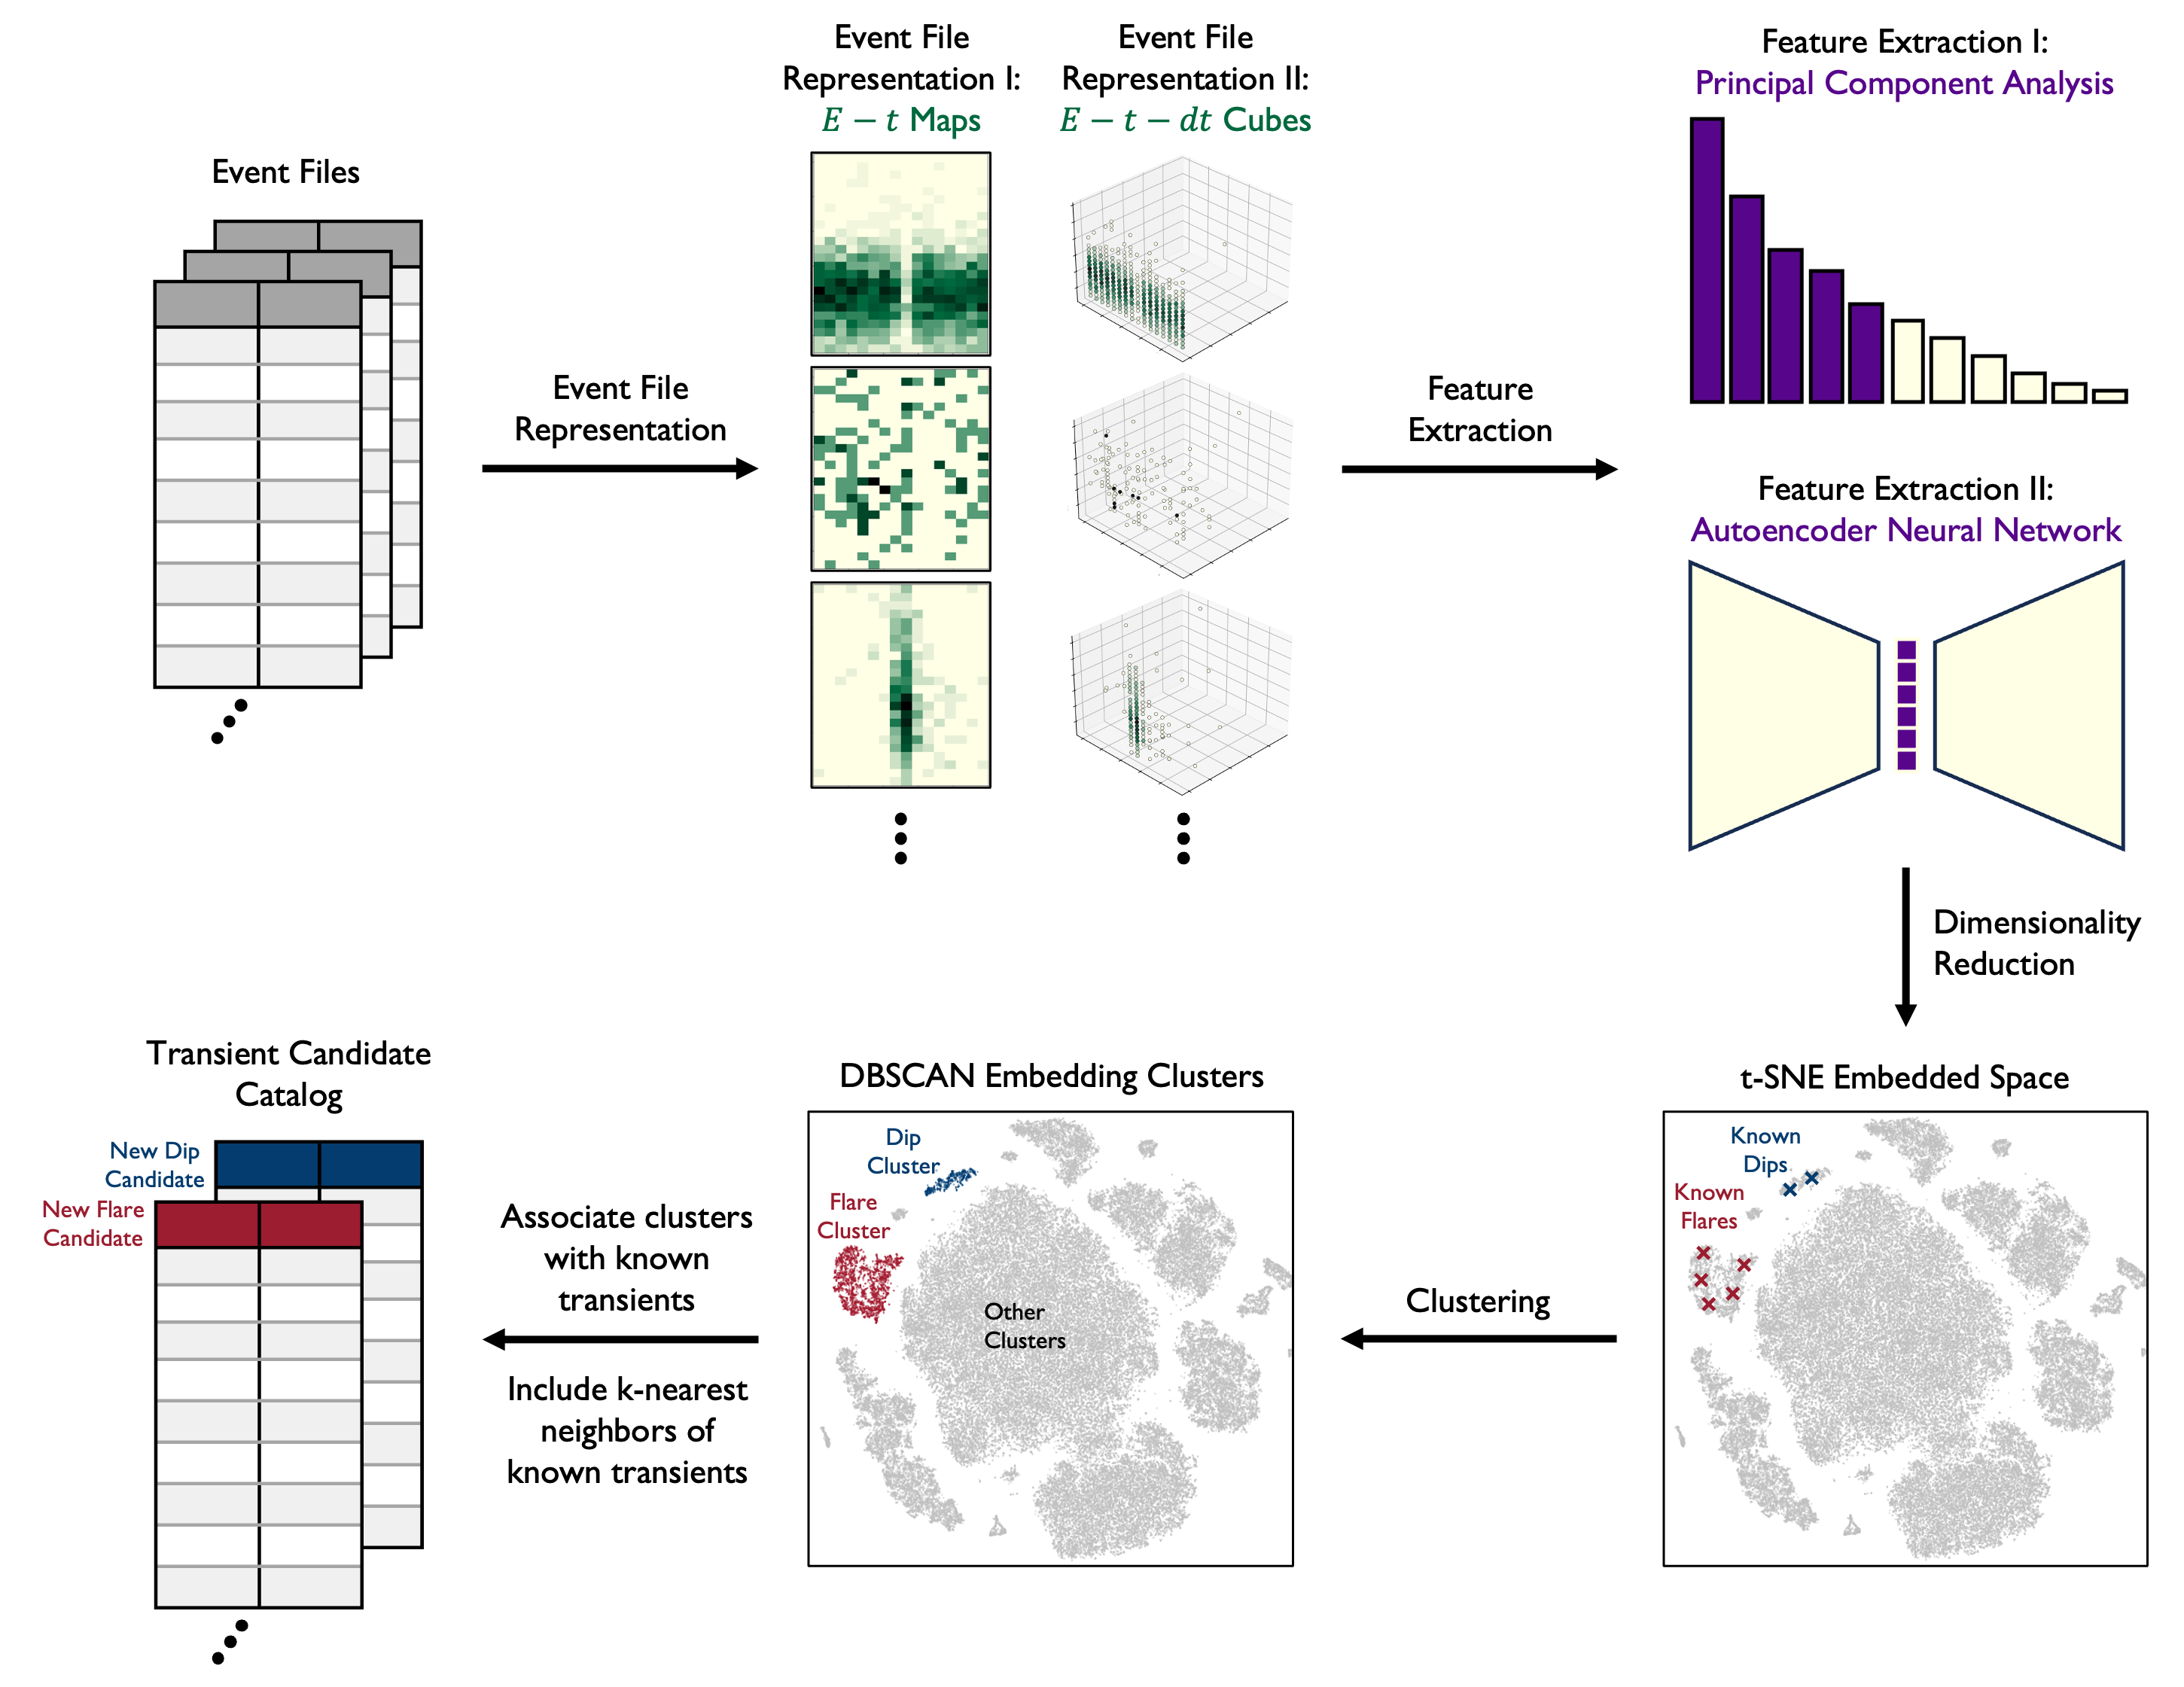 Event Files
Event File
Representation
Event File
Representation I:
E − t Maps
Event File
Representation II:
E − t − dt Cubes
Feature
Extraction
Feature Extraction I:
Principal Component Analysis
Feature Extraction II:
Autoencoder Neural Network
Dimensionality
Reduction
t-SNE Embedded Space
Known
Dips
Known
Flares
Clustering
DBSCAN Embedding Clusters
Dip
Cluster
Flare
Cluster
Other
Clusters
Associate clusters
with known
transients
Include k-nearest
neighbors of
known transients
Transient Candidate
Catalog
New Dip
Candidate
New Flare
Candidate